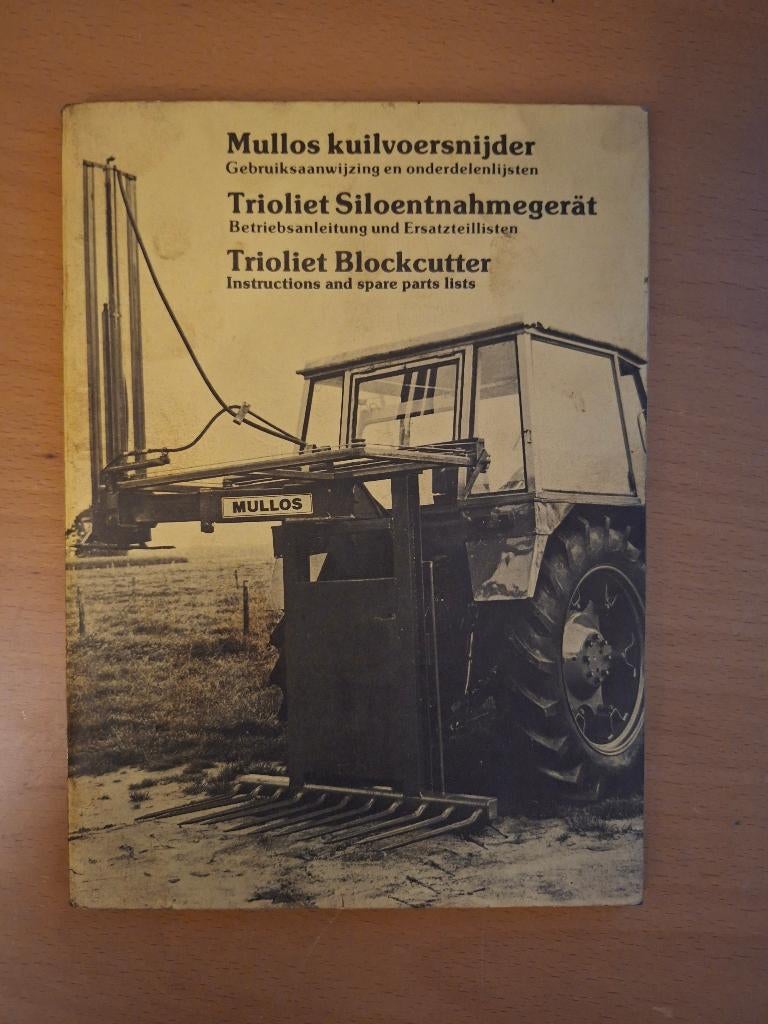 Mullos kuilvoersnijder
Gebruiksaanwijzing en onderdelenlijsten
Trioliet Siloentnahmegerät
Betriebsanleitung und Ersatzteillisten
Trioliet Blockcutter
Instructions and spare parts lists
MULLOS